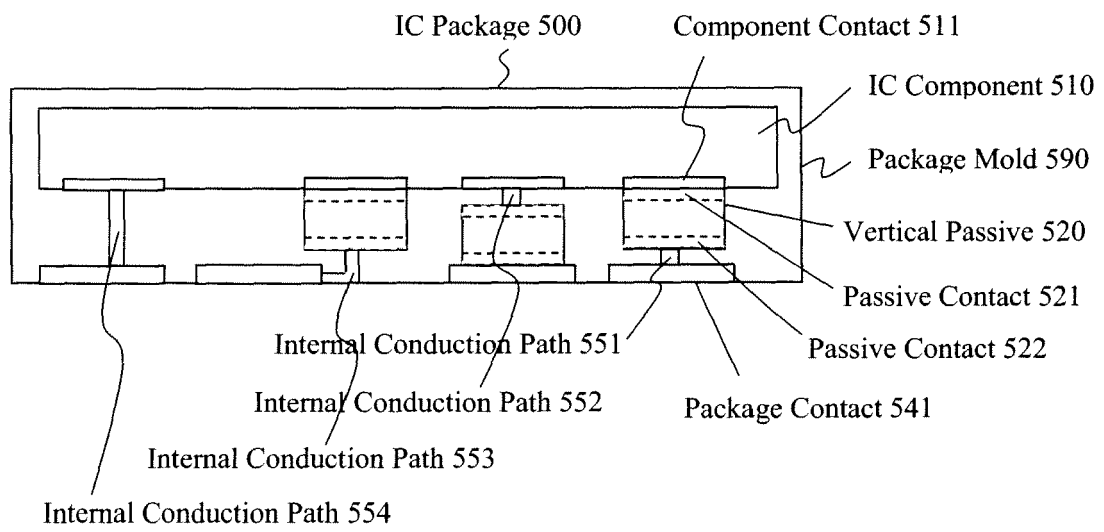 IC Package 500
Component Contact 511
IC Component 510
Package Mold 590
Vertical Passive 520
Passive Contact 521
Internal Conduction Path 551
Passive Contact 522
Internal Conduction Path 552
Package Contact 541
Internal Conduction Path 553
Internal Conduction Path 554